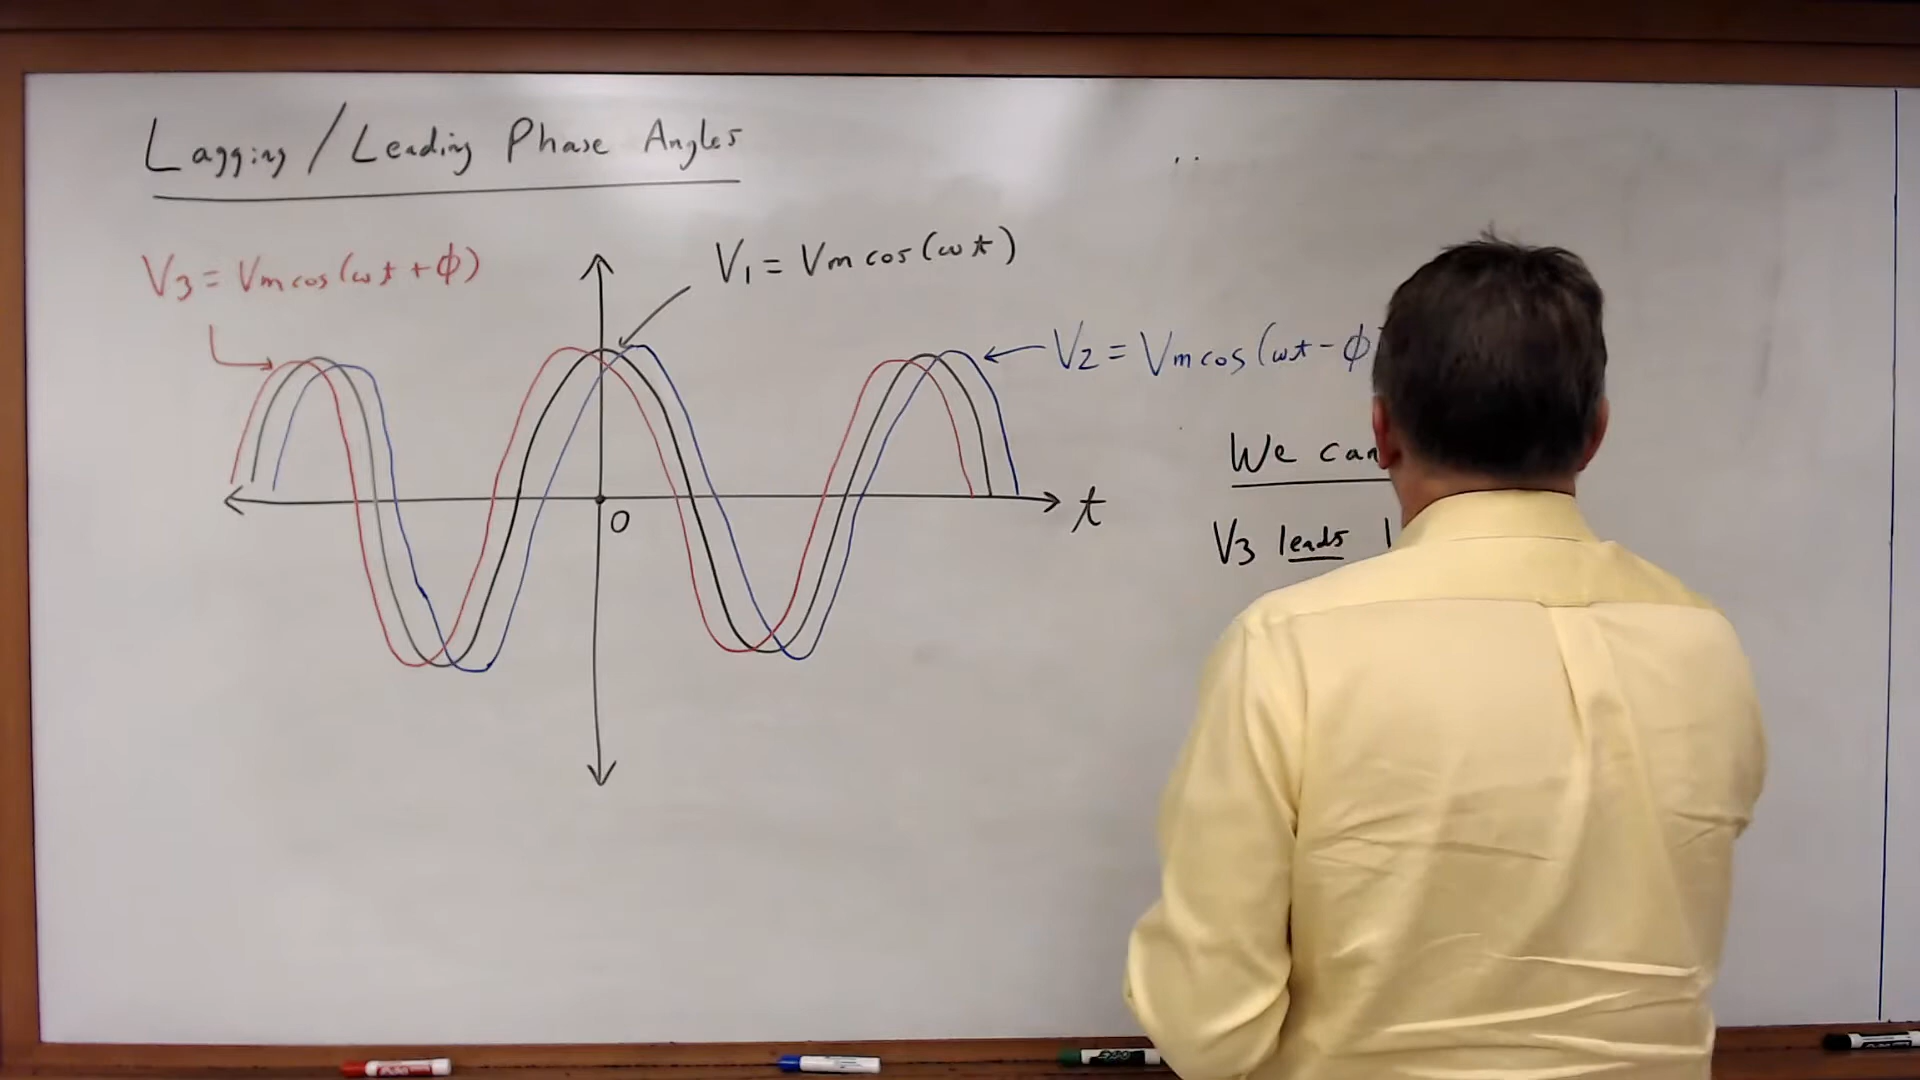 Lagging / Leading Phase Angles
V3 = Vm cos(ωt + ϕ)
V1 = Vm cos(ωt)
V2 = Vm cos(ωt - ϕ
We can
V3 leads
t
0
EXPO